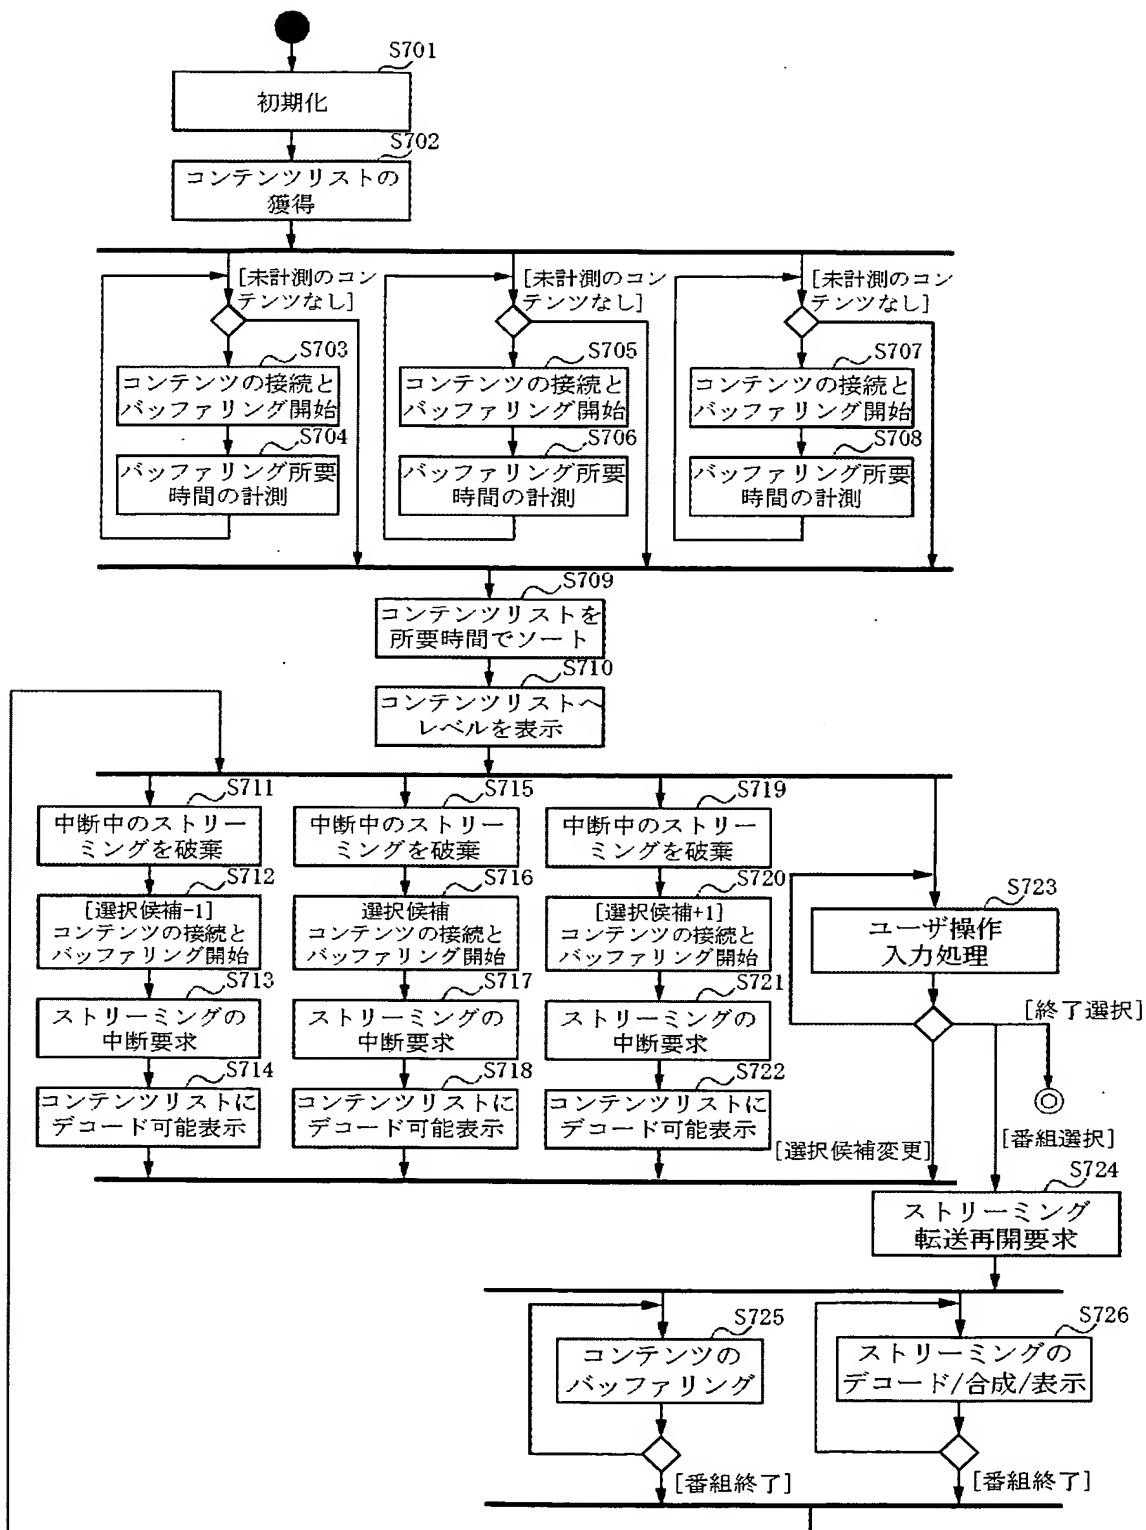 S701
初期化
S702
コンテンツリストの
獲得
[未計測のコン
テンツなし]
[未計測のコン
テンツなし]
[未計測のコン
テンツなし]
S703
コンテンツの接続と
バッファリング開始
S704
バッファリング所要
時間の計測
S705
コンテンツの接続と
バッファリング開始
S706
バッファリング所要
時間の計測
S707
コンテンツの接続と
バッファリング開始
S708
バッファリング所要
時間の計測
S709
コンテンツリストを
所要時間でソート
S710
コンテンツリストへ
レベルを表示
S711
中断中のストリー
ミングを破棄
S712
[選択候補-1]
コンテンツの接続と
バッファリング開始
S713
ストリーミングの
中断要求
S714
コンテンツリストに
デコード可能表示
S715
中断中のストリー
ミングを破棄
S716
選択候補
コンテンツの接続と
バッファリング開始
S717
ストリーミングの
中断要求
S718
コンテンツリストに
デコード可能表示
S719
中断中のストリー
ミングを破棄
S720
[選択候補+1]
コンテンツの接続と
バッファリング開始
S721
ストリーミングの
中断要求
S722
コンテンツリストに
デコード可能表示
S723
ユーザ操作
入力処理
[終了選択]
[選択候補変更]
[番組選択]
S724
ストリーミング
転送再開要求
S725
コンテンツの
バッファリング
[番組終了]
S726
ストリーミングの
デコード/合成/表示
[番組終了]